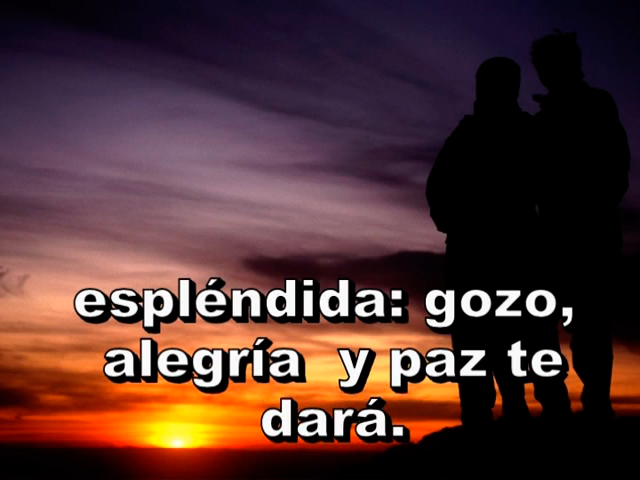 espléndida: gozo,
alegría  y paz te
dará.